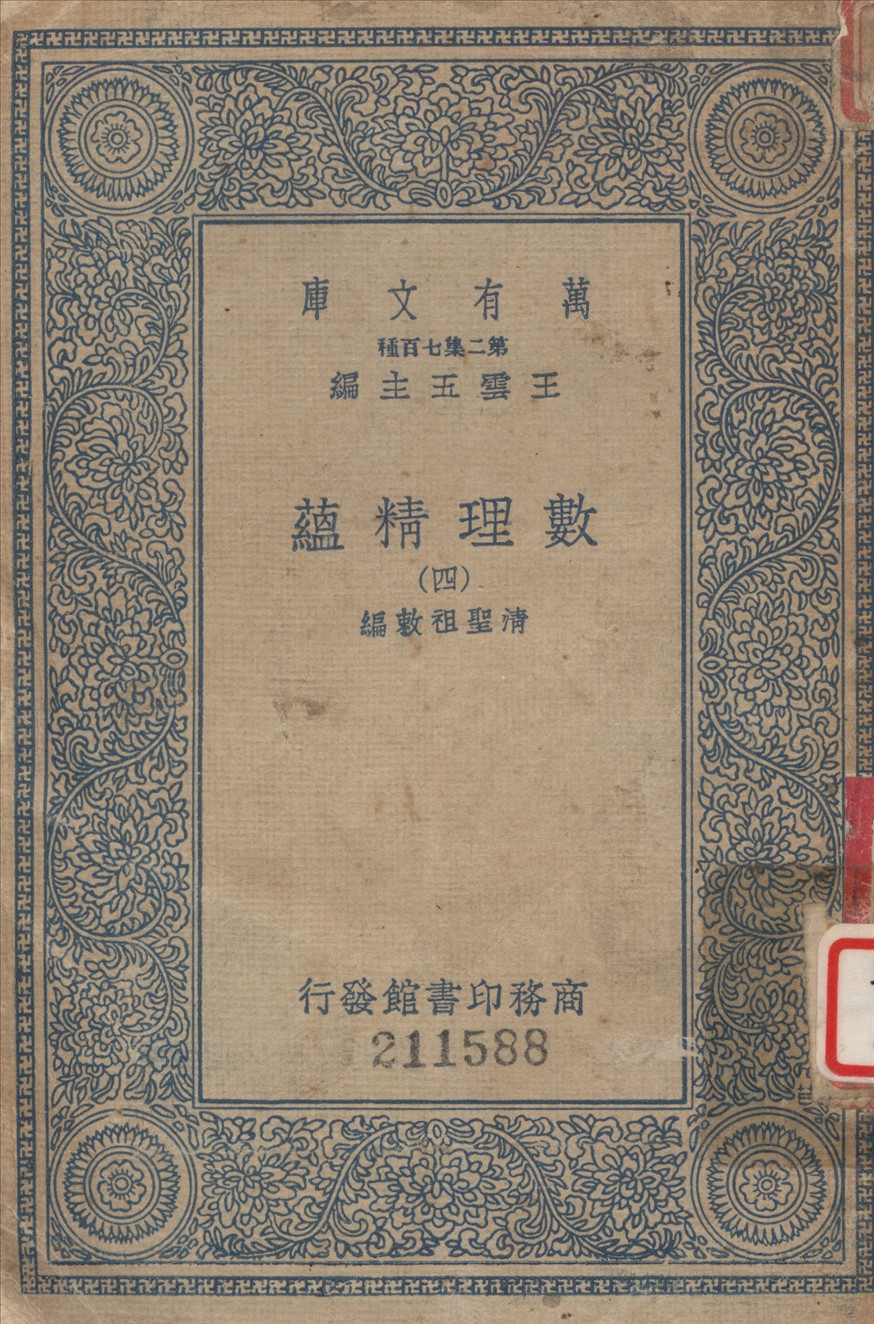 萬有文庫
第二集七百種
王雲五主編
數理精蘊
(四)
清聖祖敕編
商務印書館發行
211588